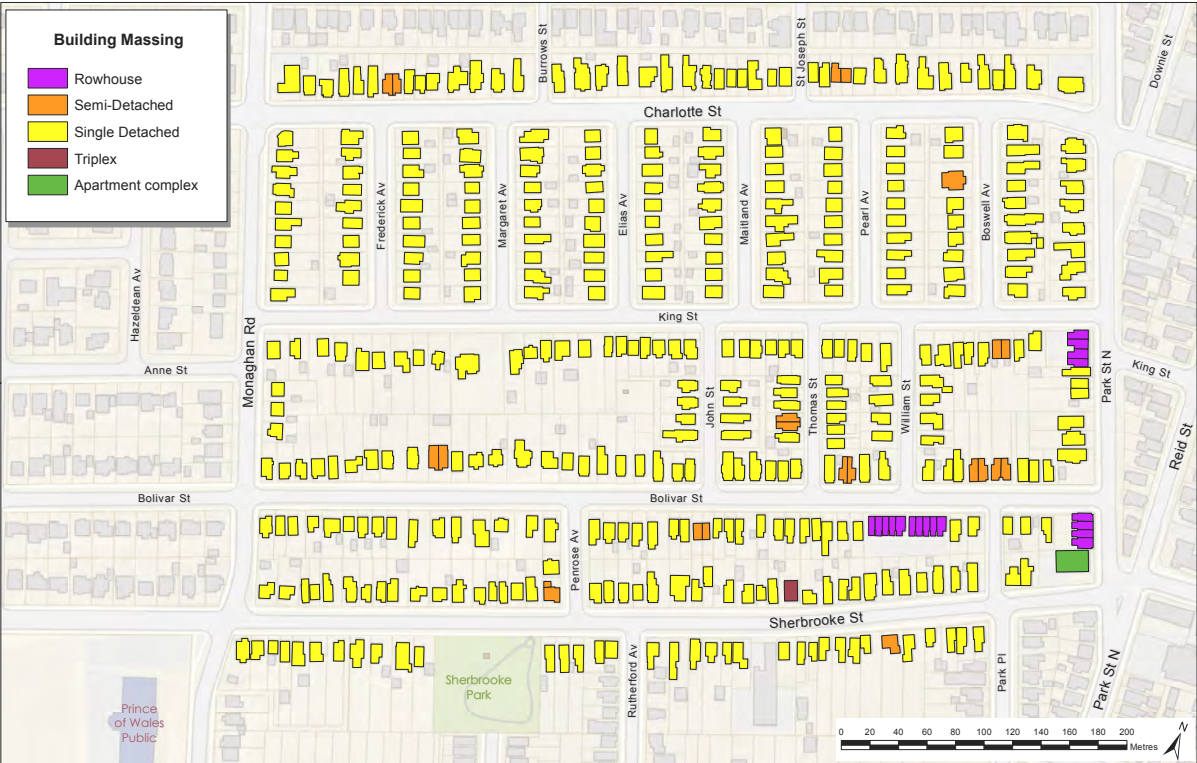 Building Massing
Rowhouse
Semi-Detached
Single Detached
Triplex
Apartment complex
Burrows St
St Joseph St
Downie St
Charlotte St
Frederick Av
Margaret Av
Elias Av
Maitland Av
Pearl Av
Boswell Av
Hazeldean Av
King St
Monaghan Rd
Anne St
John St
Thomas St
William St
Park St N
King St
Reid St
Bolivar St
Bolivar St
Penrose Av
Sherbrooke St
Rutherford Av
Park Pl
Park St N
Sherbrooke
Park
Prince
of Wales
Public
N
0 20 40 60 80 100 120 140 160 180 200
Metres